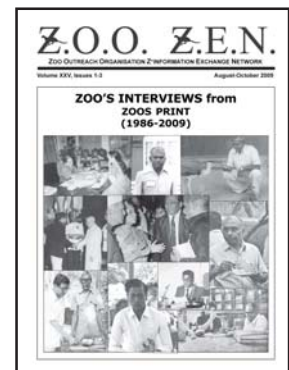 Z.O.O. Z.E.N.
ZOO OUTREACH ORGANISATION Z'INFORMATION EXCHANGE NETWORK
Volume XXV, Issues 1-3 August-October 2009
ZOO'S INTERVIEWS from
ZOOS PRINT
(1986-2009)